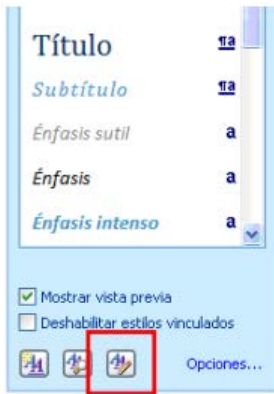 Título ¶a
Subtítulo ¶a
Énfasis sutil a
Énfasis a
Énfasis intenso a
Mostrar vista previa
Deshabilitar estilos vinculados
Opciones...